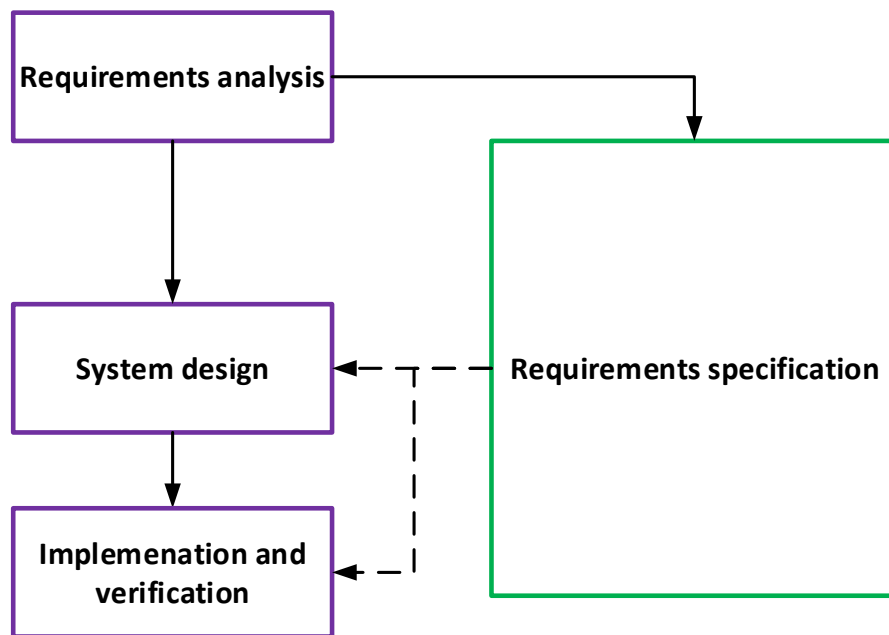 Requirements analysis
System design
Requirements specification
Implemenation and
verification